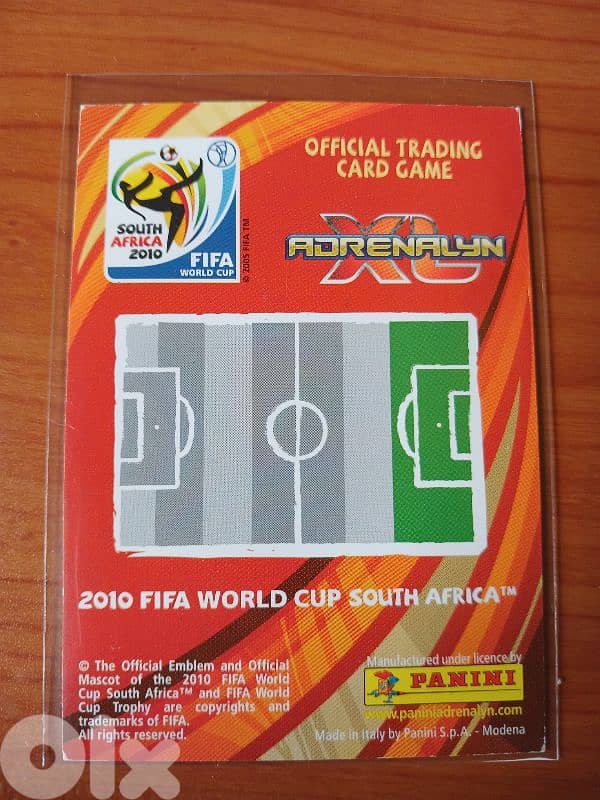 OFFICIAL TRADING
CARD GAME
SOUTH
AFRICA
2010
FIFA
WORLD CUP
© 2005 FIFA TM
ADRENALYN
XL
2010 FIFA WORLD CUP SOUTH AFRICA™
© The Official Emblem and Official
Mascot of the 2010 FIFA World
Cup South Africa™ and FIFA World
Cup Trophy are copyrights and
trademarks of FIFA.
All rights reserved.
Manufactured under licence by
PANINI
www.paniniadrenalyn.com
Made in Italy by Panini S.p.A. - Modena
olx